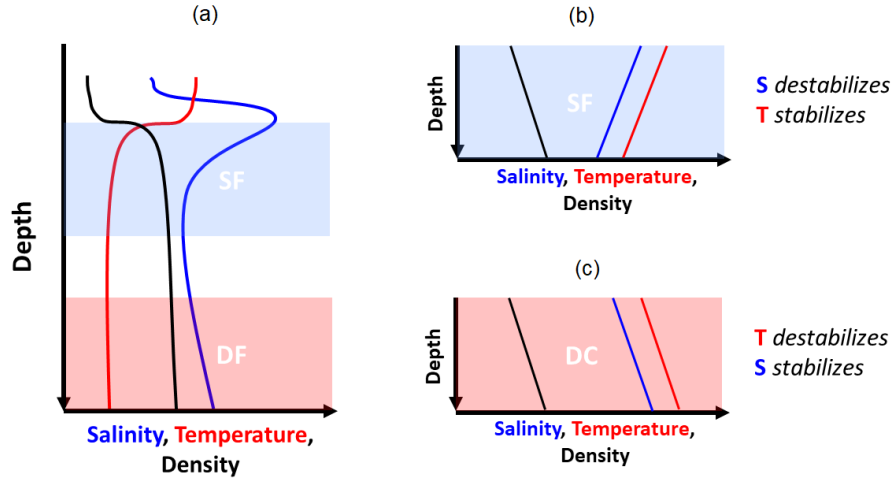 (a)
Depth
SF
DF
Salinity, Temperature,
Density
(b)
Depth
SF
Salinity, Temperature,
Density
S destabilizes
T stabilizes
(c)
Depth
DC
Salinity, Temperature,
Density
T destabilizes
S stabilizes